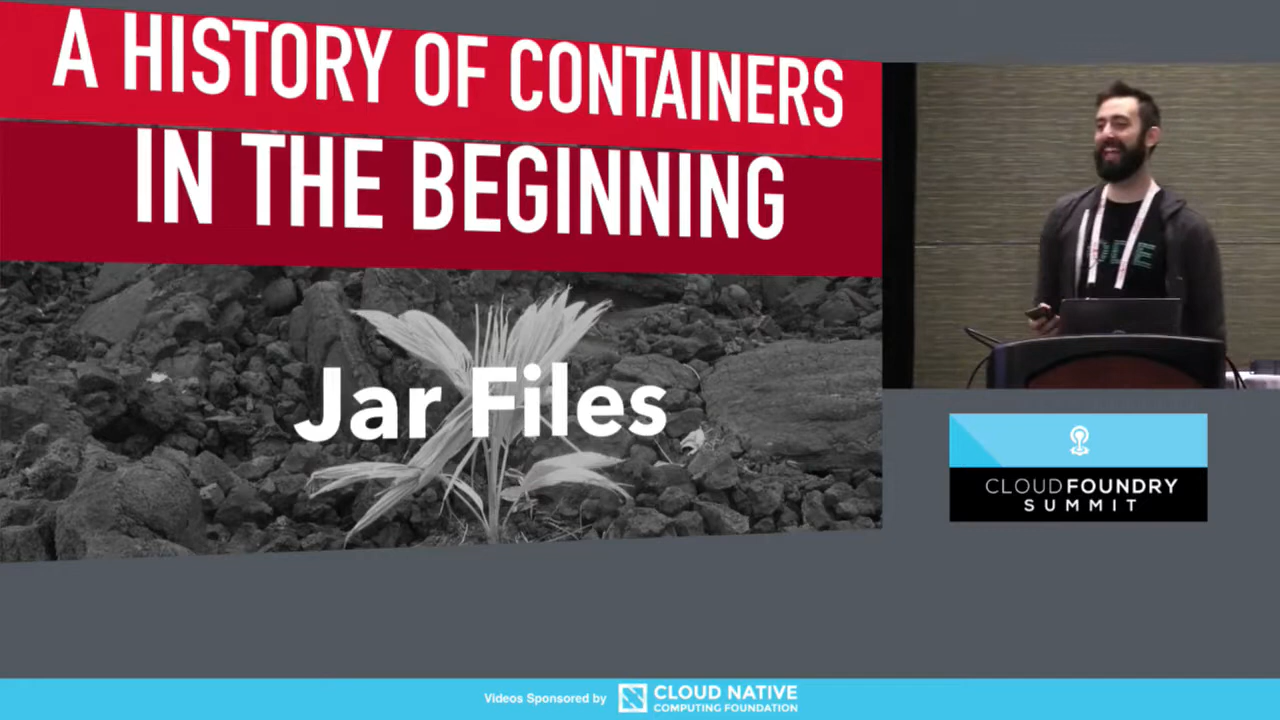 A HISTORY OF CONTAINERS
IN THE BEGINNING
Jar Files
CLOUD FOUNDRY
SUMMIT
Videos Sponsored by
CLOUD NATIVE
COMPUTING FOUNDATION